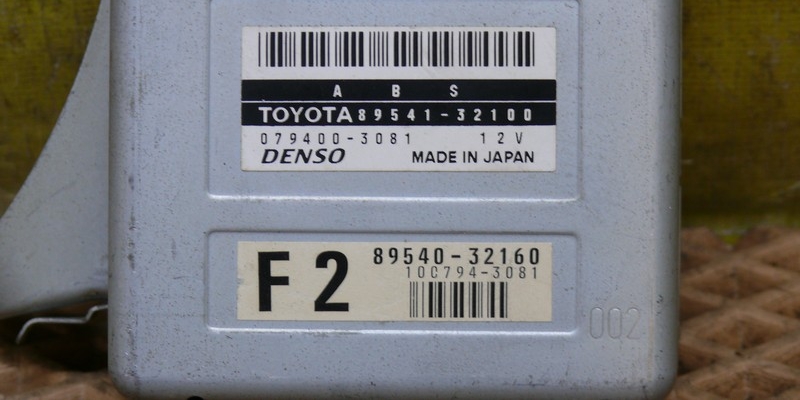 A B S
TOYOTA 89541-32100
079400-3081 12V
DENSO MADE IN JAPAN
F2 89540-32160
10C794-3081
002